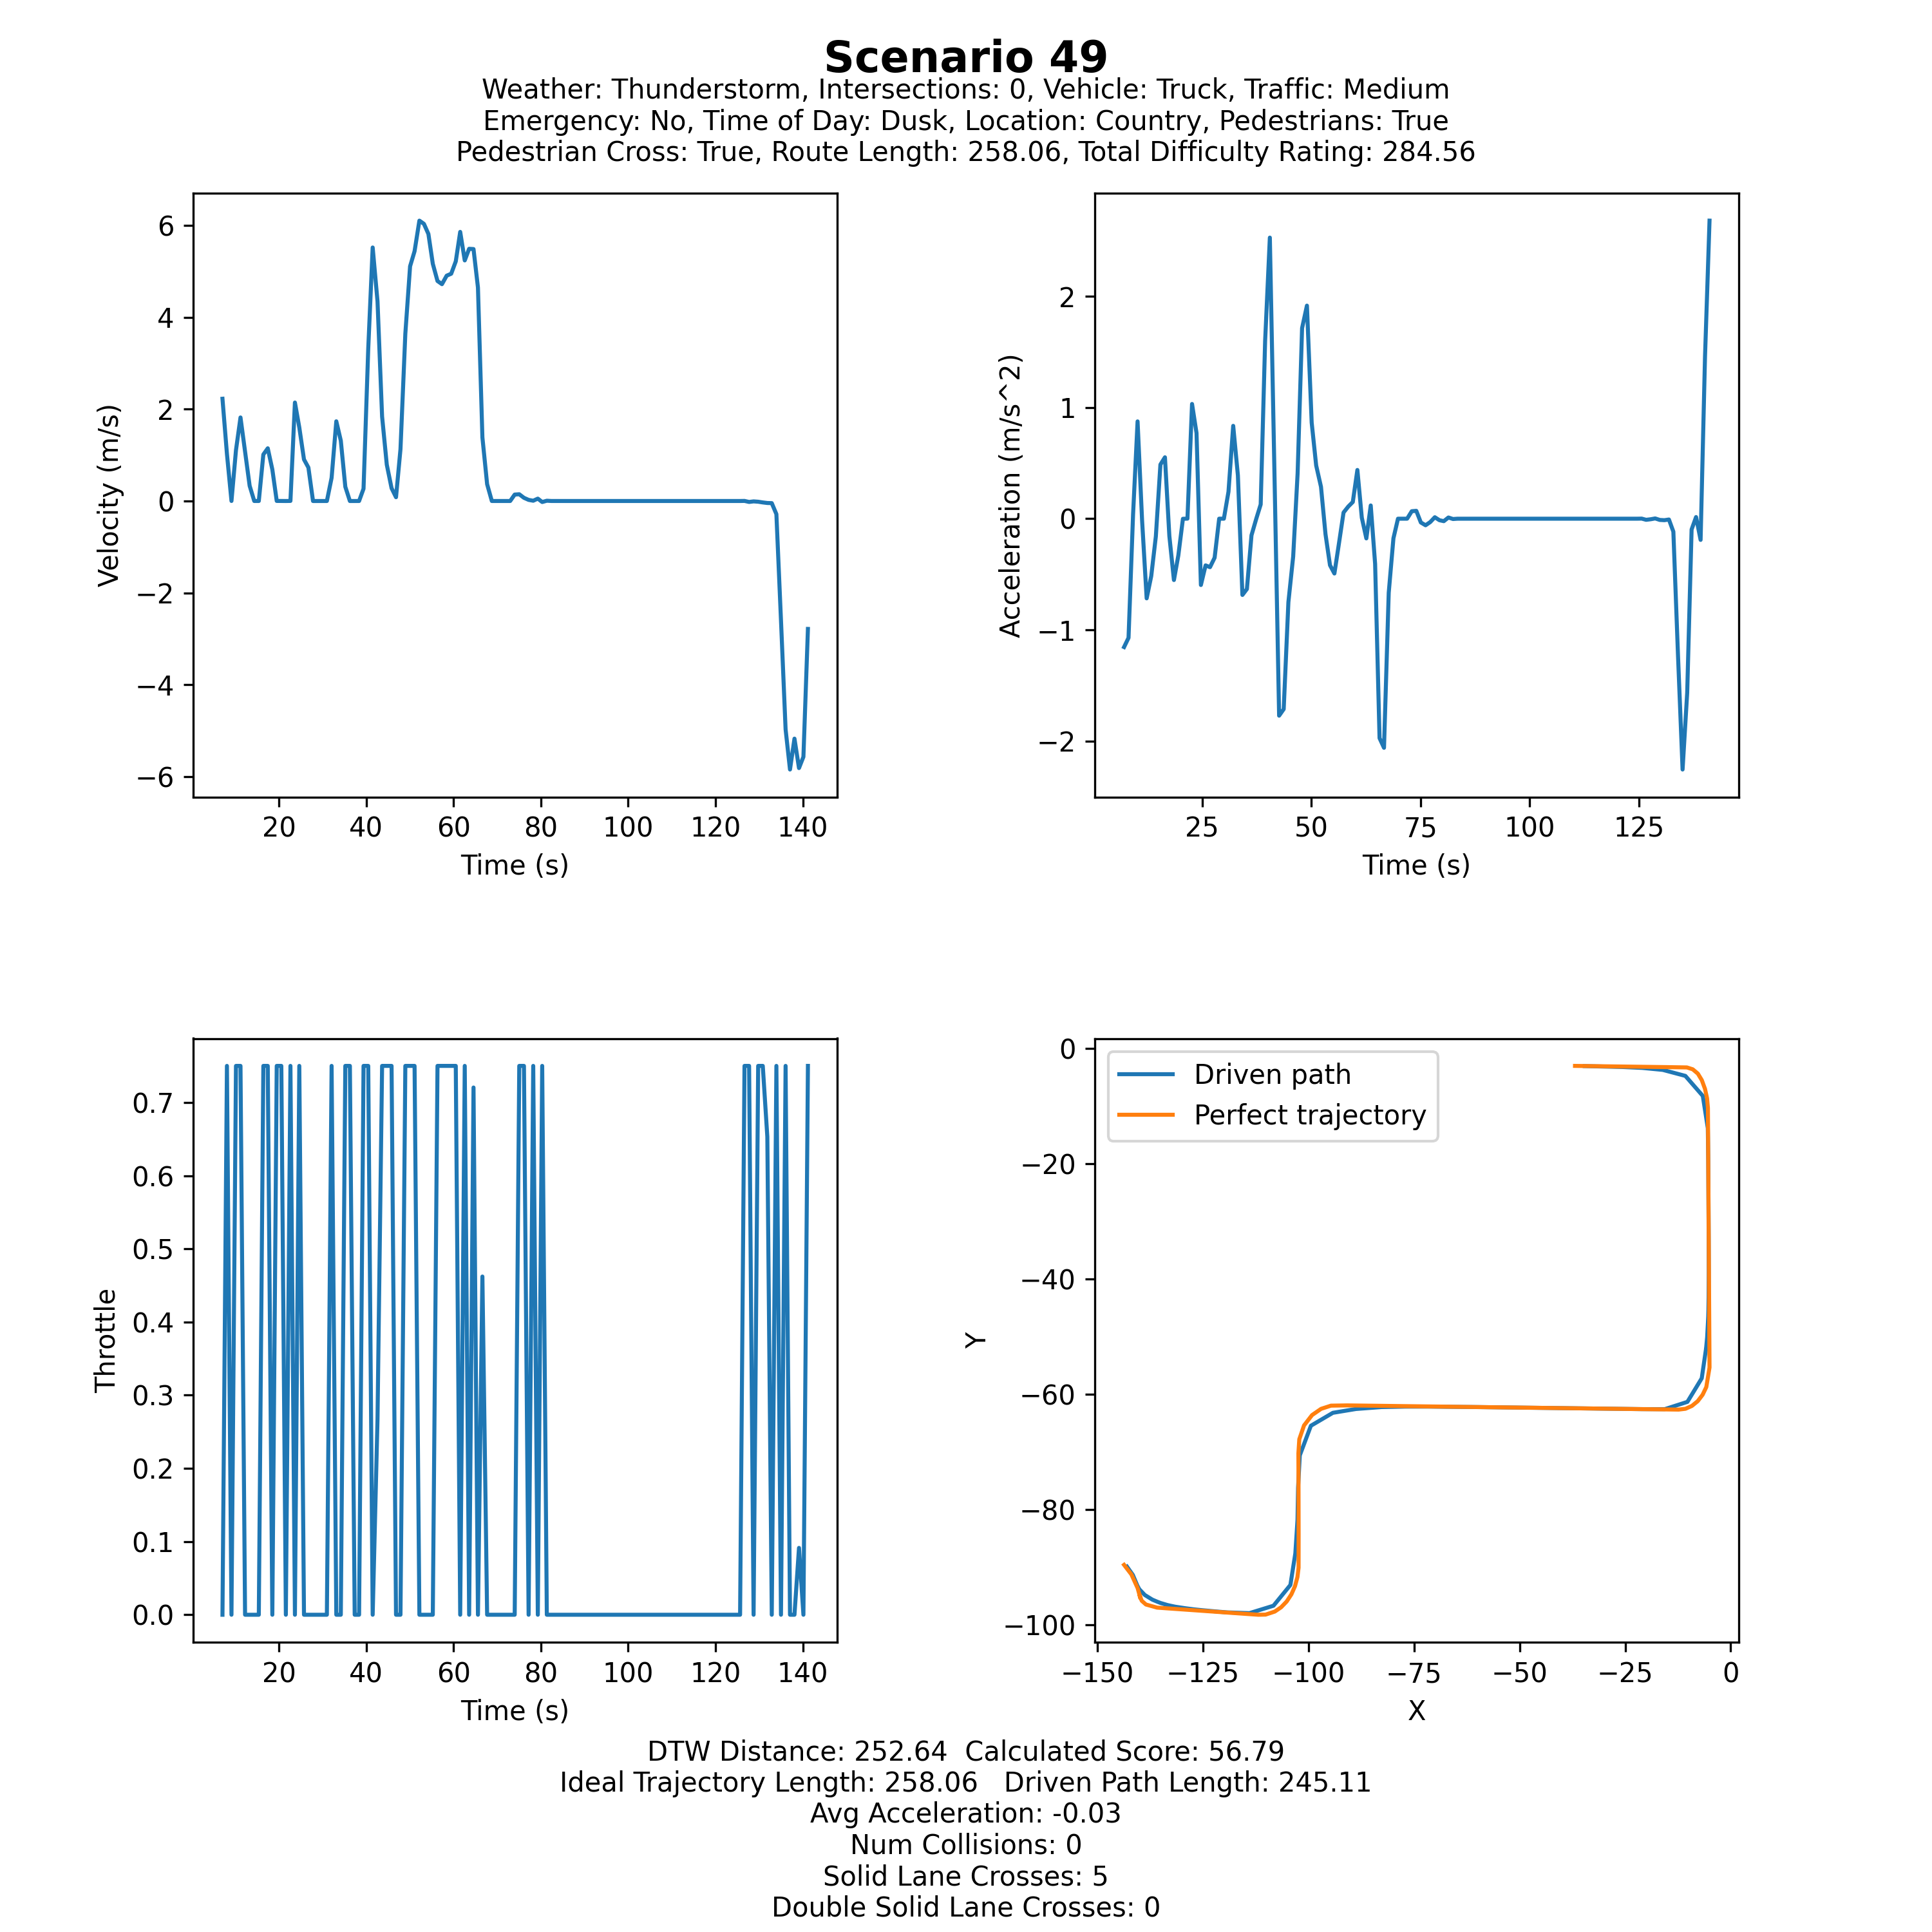 Scenario 49
Weather: Thunderstorm, Intersections: 0, Vehicle: Truck, Traffic: Medium
Emergency: No, Time of Day: Dusk, Location: Country, Pedestrians: True
Pedestrian Cross: True, Route Length: 258.06, Total Difficulty Rating: 284.56
Velocity (m/s)
6
4
2
0
−2
−4
−6
20 40 60 80 100 120 140
Time (s)
Acceleration (m/s^2)
2
1
0
−1
−2
25 50 75 100 125
Time (s)
Throttle
0.7
0.6
0.5
0.4
0.3
0.2
0.1
0.0
20 40 60 80 100 120 140
Time (s)
Y
0
−20
−40
−60
−80
−100
Driven path
Perfect trajectory
−150 −125 −100 −75 −50 −25 0
X
DTW Distance: 252.64 Calculated Score: 56.79
Ideal Trajectory Length: 258.06 Driven Path Length: 245.11
Avg Acceleration: -0.03
Num Collisions: 0
Solid Lane Crosses: 5
Double Solid Lane Crosses: 0